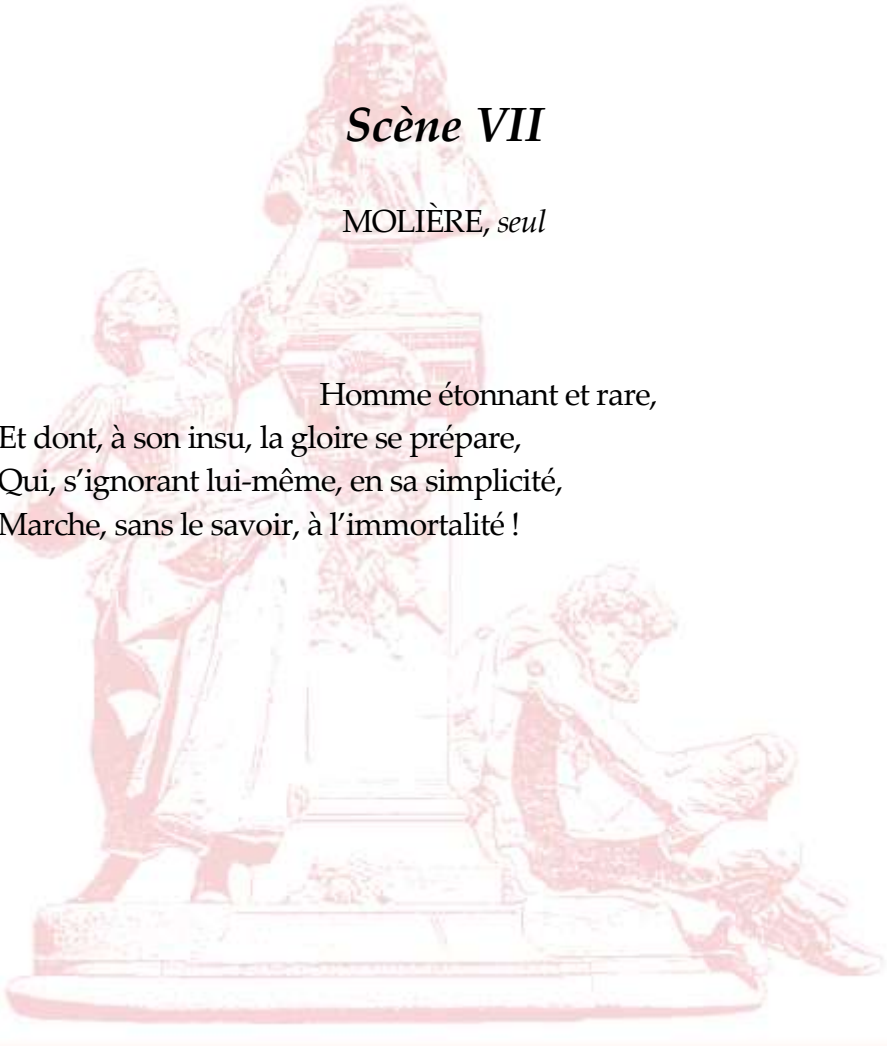 Scène VII
MOLIÈRE, seul
Homme étonnant et rare,
Et dont, à son insu, la gloire se prépare,
Qui, s’ignorant lui-même, en sa simplicité,
Marche, sans le savoir, à l’immortalité !